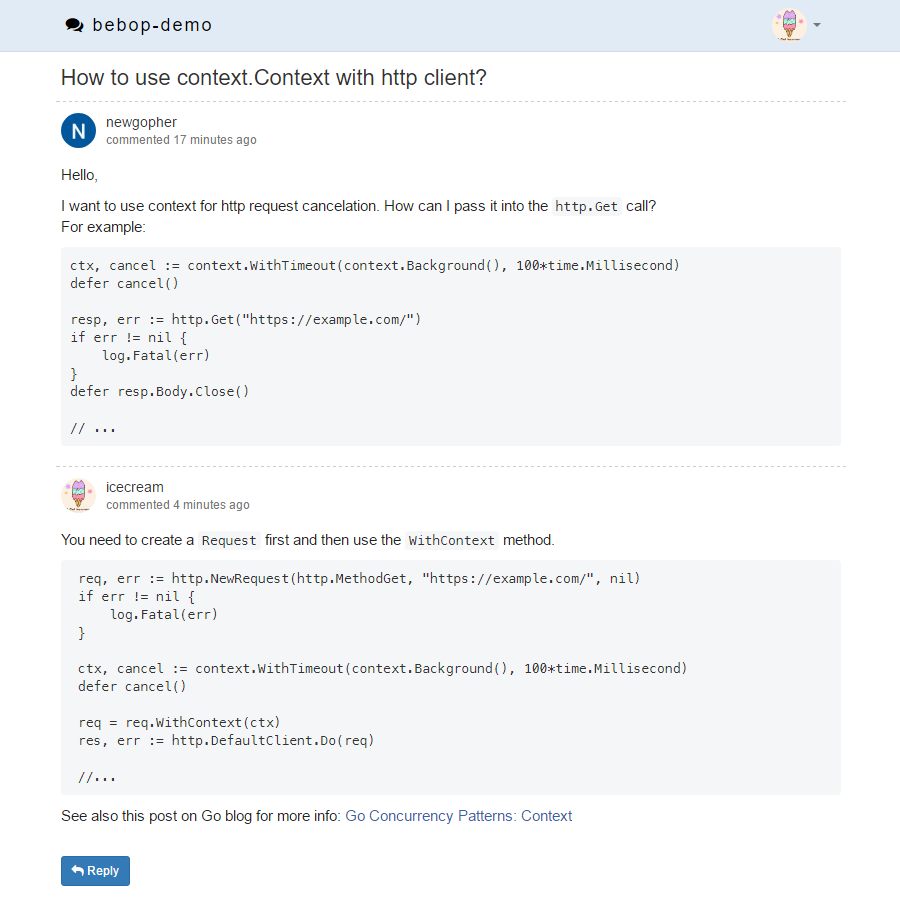 bebop-demo
How to use context.Context with http client?
N
newgopher
commented 17 minutes ago
Hello,
I want to use context for http request cancelation. How can I pass it into the http.Get call?
For example:
ctx, cancel := context.WithTimeout(context.Background(), 100*time.Millisecond)
defer cancel()
resp, err := http.Get("https://example.com/")
if err != nil {
    log.Fatal(err)
}
defer resp.Body.Close()
// ...
icecream
commented 4 minutes ago
You need to create a Request first and then use the WithContext method.
req, err := http.NewRequest(http.MethodGet, "https://example.com/", nil)
if err != nil {
    log.Fatal(err)
}
ctx, cancel := context.WithTimeout(context.Background(), 100*time.Millisecond)
defer cancel()
req = req.WithContext(ctx)
res, err := http.DefaultClient.Do(req)
//...
See also this post on Go blog for more info: Go Concurrency Patterns: Context
Reply